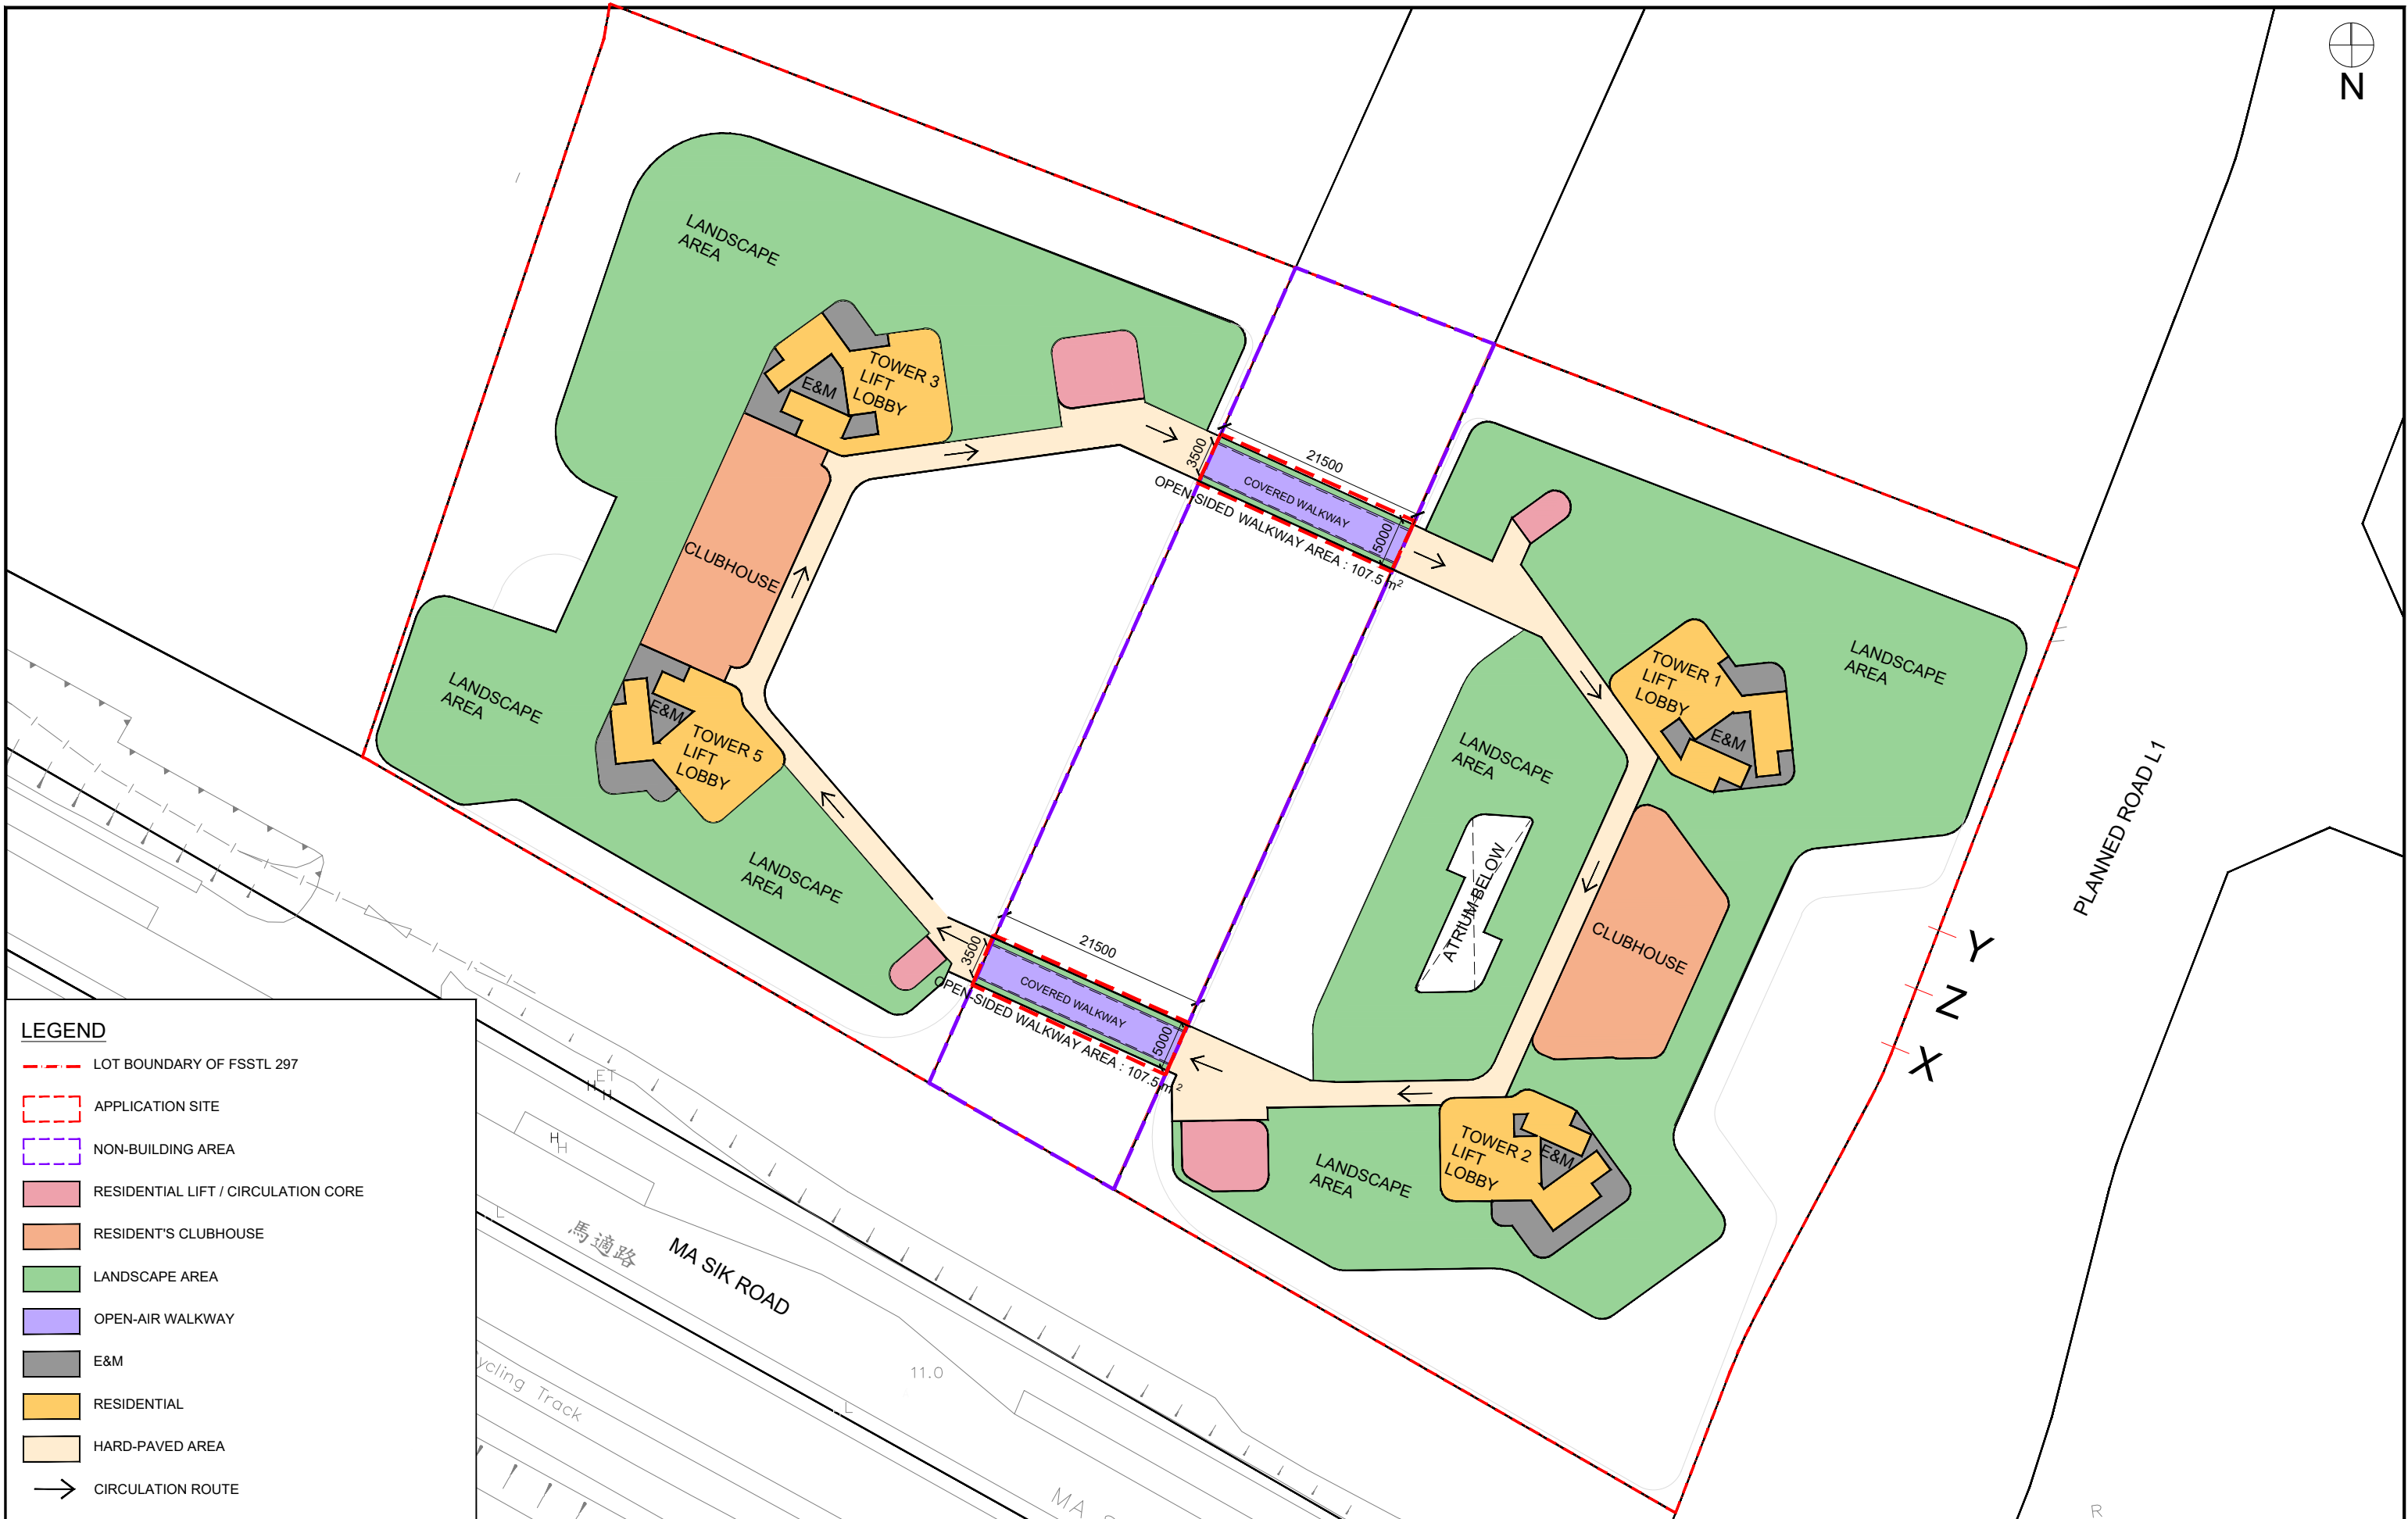 N
LANDSCAPE
AREA
TOWER 3
LIFT
LOBBY
E&M
21500
3500
COVERED WALKWAY
5000
OPEN-SIDED WALKWAY AREA : 107.5 m²
CLUBHOUSE
TOWER 1
LIFT
LOBBY
E&M
LANDSCAPE
AREA
LANDSCAPE
AREA
E&M
TOWER 5
LIFT
LOBBY
LANDSCAPE
AREA
LANDSCAPE
AREA
ATRIUM BELOW
CLUBHOUSE
PLANNED ROAD L1
Y
Z
X
21500
3500
COVERED WALKWAY
5000
OPEN-SIDED WALKWAY AREA : 107.5 m²
TOWER 2
LIFT
LOBBY
E&M
LANDSCAPE
AREA
ET
H
H
H
H
L
馬適路
MA SIK ROAD
11.0
L
ycling Track
MA S
R
LEGEND
LOT BOUNDARY OF FSSTL 297
APPLICATION SITE
NON-BUILDING AREA
RESIDENTIAL LIFT / CIRCULATION CORE
RESIDENT'S CLUBHOUSE
LANDSCAPE AREA
OPEN-AIR WALKWAY
E&M
RESIDENTIAL
HARD-PAVED AREA
CIRCULATION ROUTE